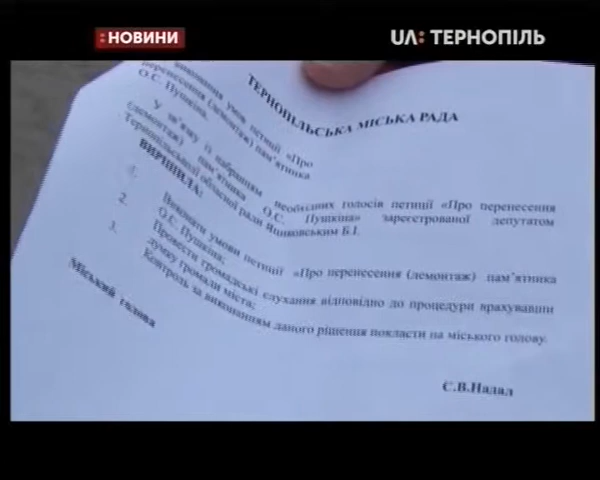 :НОВИНИ
UA: ТЕРНОПІЛЬ
ТЕРНОПІЛЬСЬКА МІСЬКА РАДА
виконання умов петиції «Про
перенесення (демонтаж) пам'ятника
О.С. Пушкіна.
У зв'язку із набранням необхідних голосів петиції «Про перенесення
(демонтаж) пам'ятника О.С. Пушкіна» зареєстрованої депутатом
Тернопільської обласної ради Яциковським Б.І.
ВИРІШИЛА:
1. Виконати умови петиції «Про перенесення (демонтаж) пам'ятника
О.С. Пушкіна;
2. Провести громадські слухання відповідно до процедури врахувавши
думку громади міста;
3. Контроль за виконанням даного рішення покласти на міського голову.
Міський голова
С.В.Надал